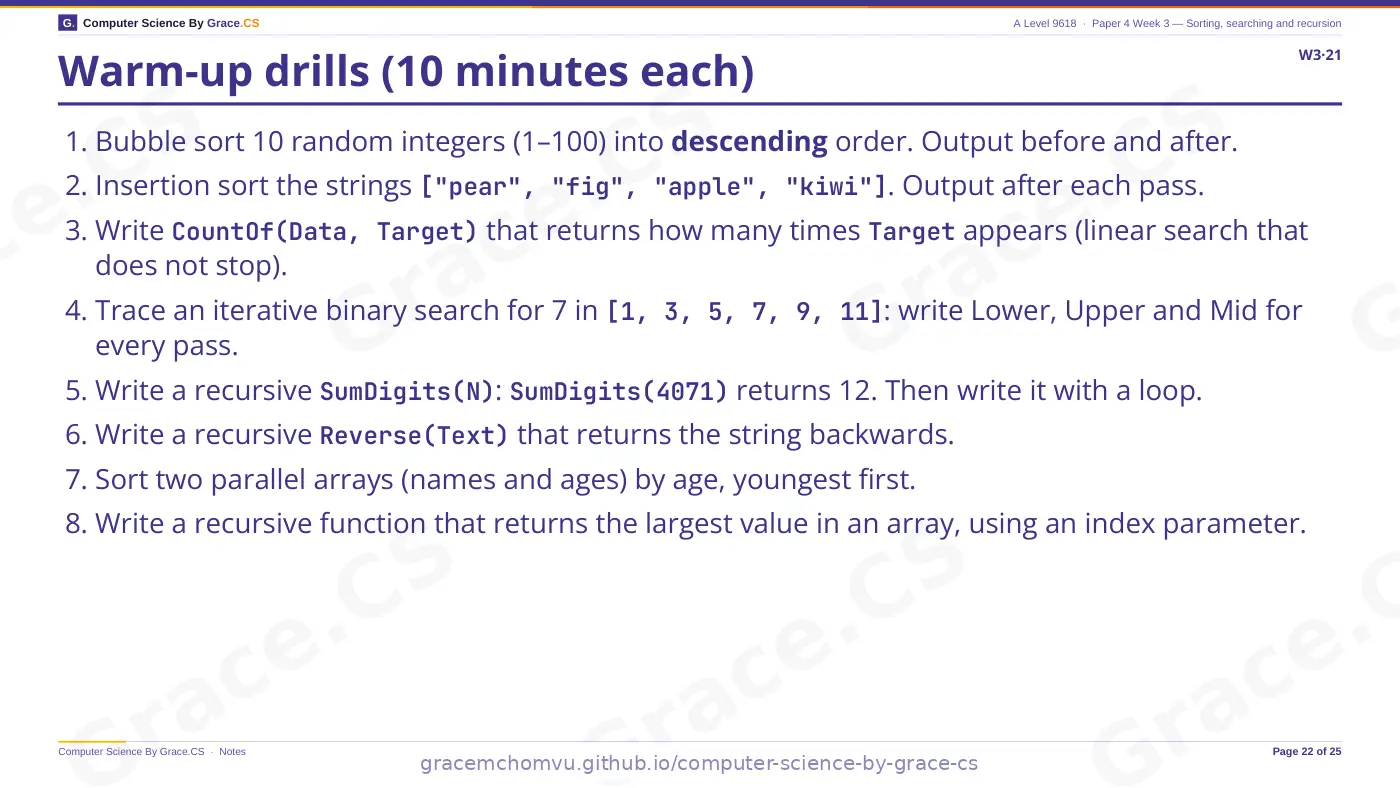 G. Computer Science By Grace.CS
A Level 9618 · Paper 4 Week 3 — Sorting, searching and recursion
Warm-up drills (10 minutes each)
W3·21
1. Bubble sort 10 random integers (1–100) into descending order. Output before and after.
2. Insertion sort the strings ["pear", "fig", "apple", "kiwi"]. Output after each pass.
3. Write CountOf(Data, Target) that returns how many times Target appears (linear search that
does not stop).
4. Trace an iterative binary search for 7 in [1, 3, 5, 7, 9, 11]: write Lower, Upper and Mid for
every pass.
5. Write a recursive SumDigits(N): SumDigits(4071) returns 12. Then write it with a loop.
6. Write a recursive Reverse(Text) that returns the string backwards.
7. Sort two parallel arrays (names and ages) by age, youngest first.
8. Write a recursive function that returns the largest value in an array, using an index parameter.
Grace.CS
Grace.CS
Grace.CS
Grace.CS
Computer Science By Grace.CS · Notes
Page 22 of 25
gracemchomvu.github.io/computer-science-by-grace-cs